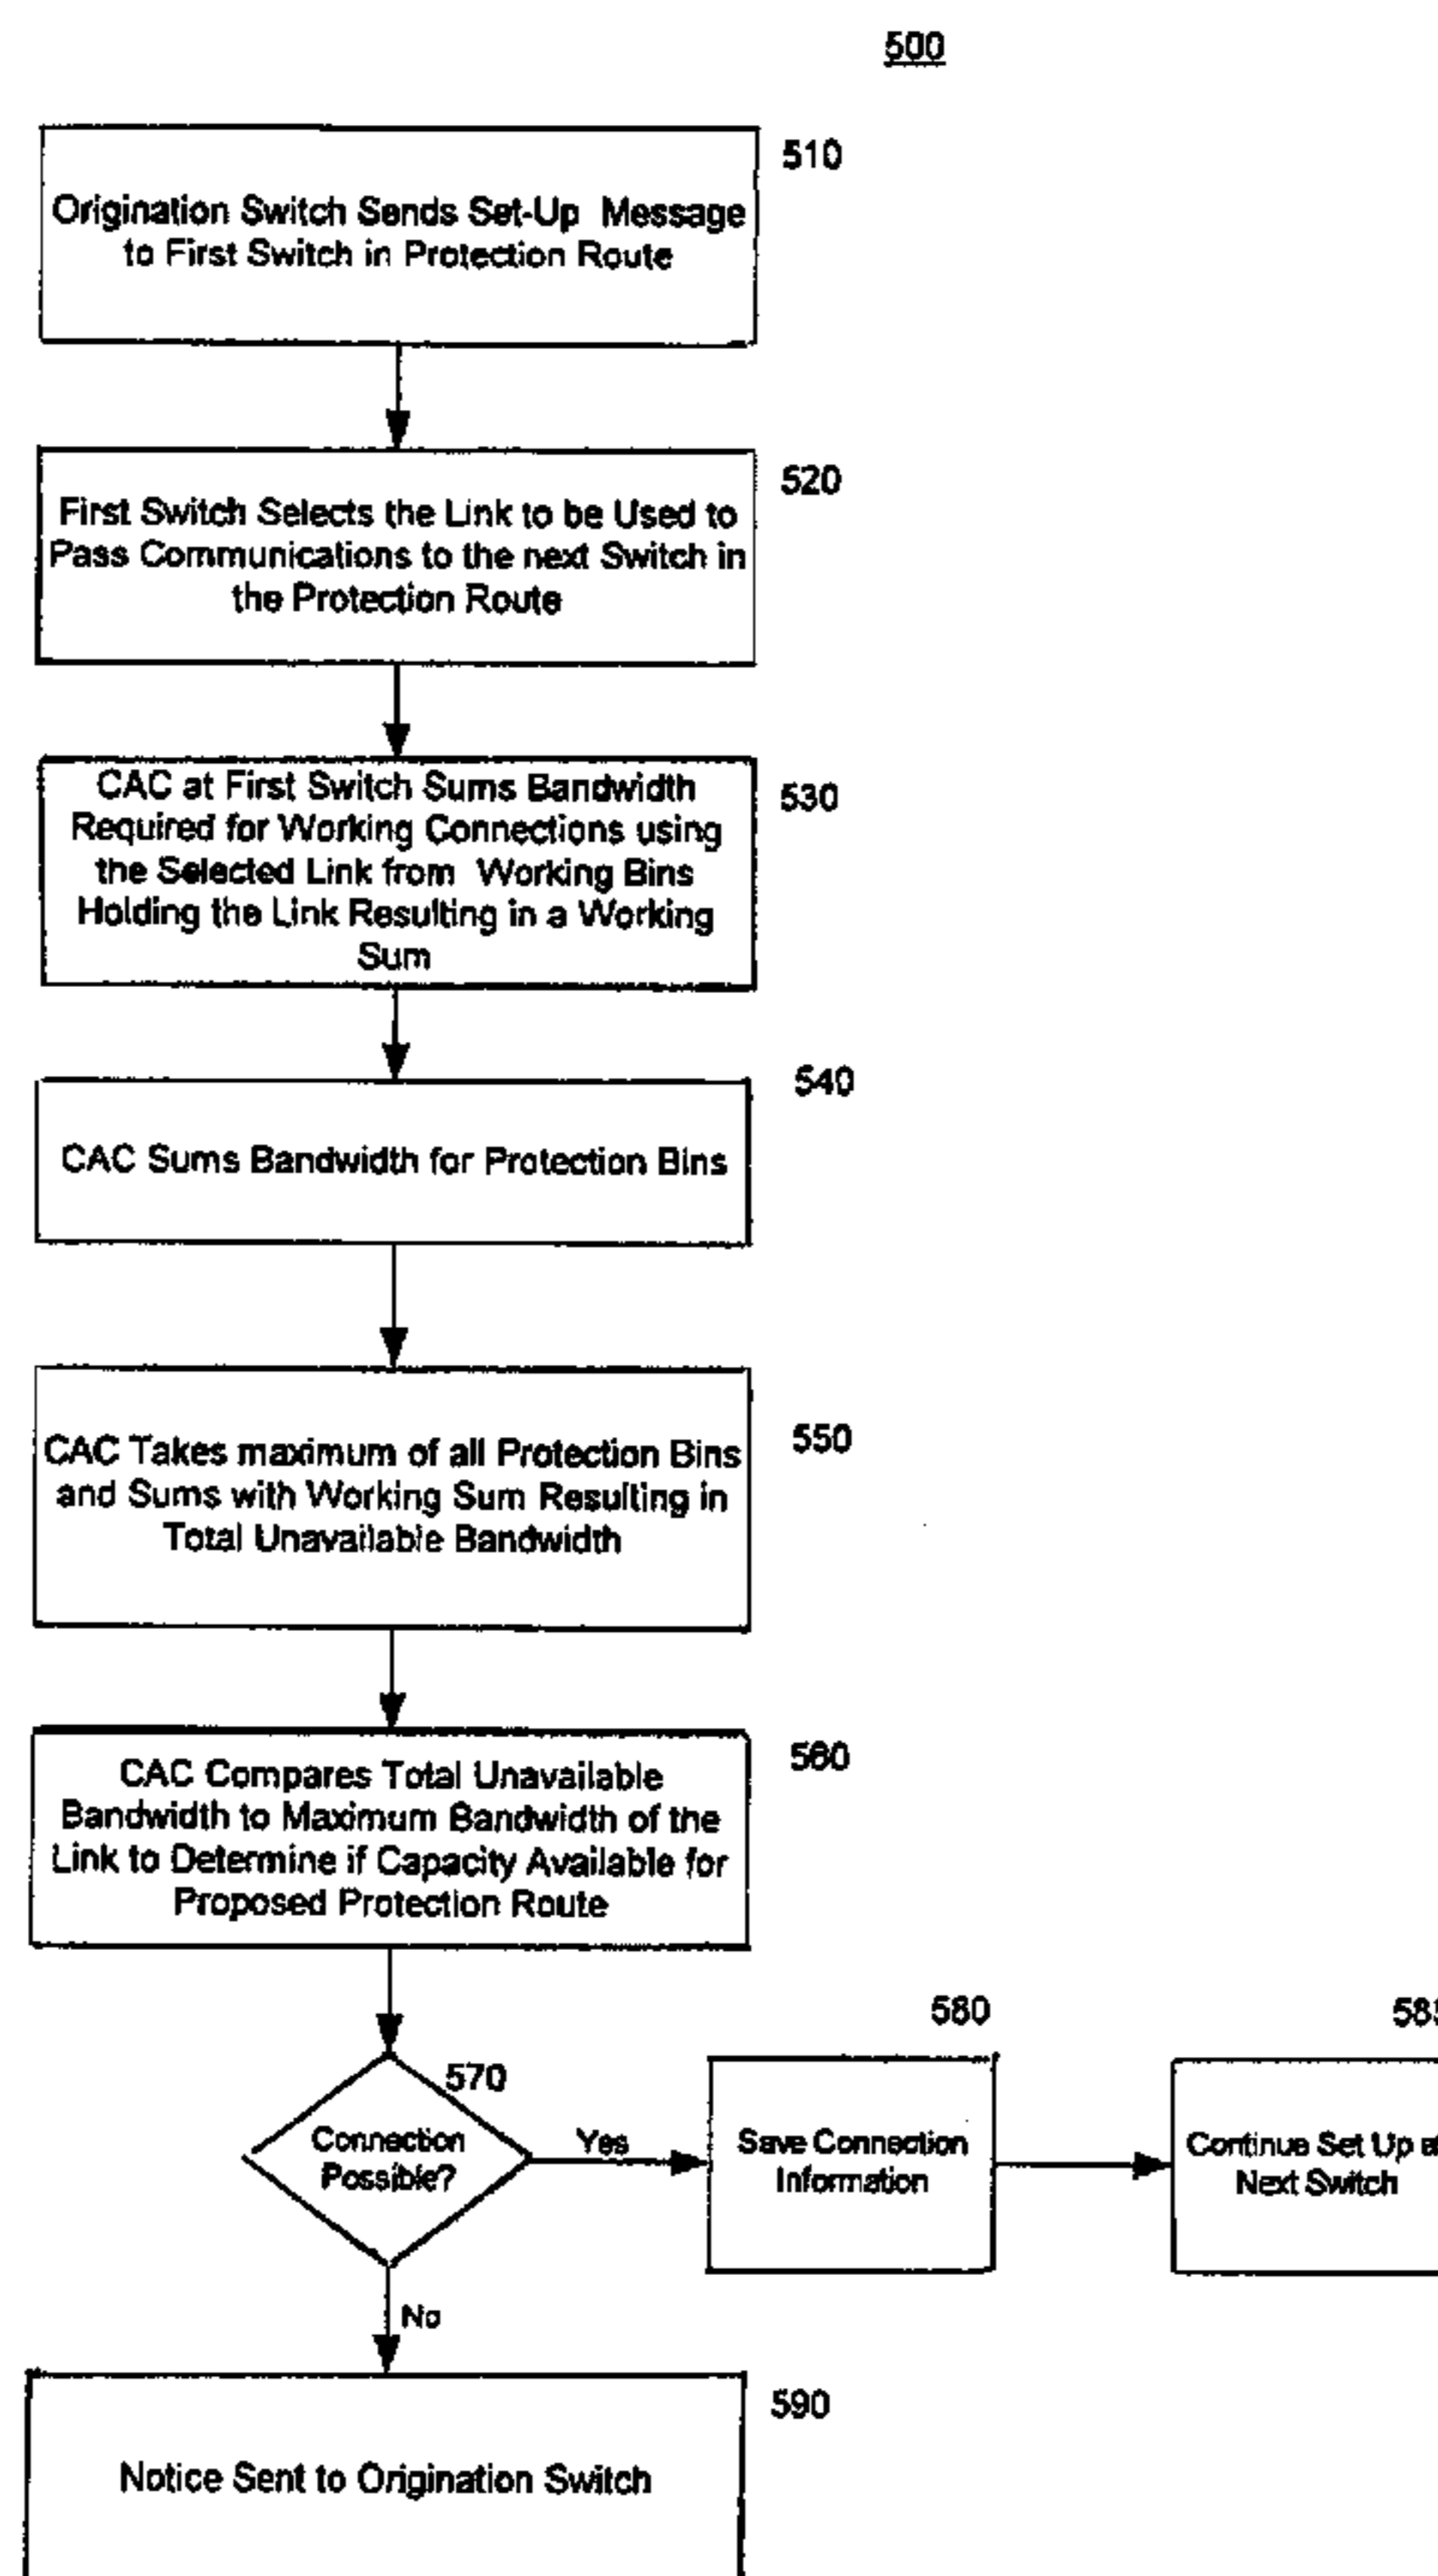 500
510
Origination Switch Sends Set-Up Message
to First Switch in Protection Route
520
First Switch Selects the Link to be Used to
Pass Communications to the next Switch in
the Protection Route
530
CAC at First Switch Sums Bandwidth
Required for Working Connections using
the Selected Link from Working Bins
Holding the Link Resulting in a Working
Sum
540
CAC Sums Bandwidth for Protection Bins
550
CAC Takes maximum of all Protection Bins
and Sums with Working Sum Resulting in
Total Unavailable Bandwidth
560
CAC Compares Total Unavailable
Bandwidth to Maximum Bandwidth of the
Link to Determine if Capacity Available for
Proposed Protection Route
570
Connection
Possible?
Yes
580
Save Connection
Information
Continue Set Up
Next Switch
No
590
Notice Sent to Origination Switch